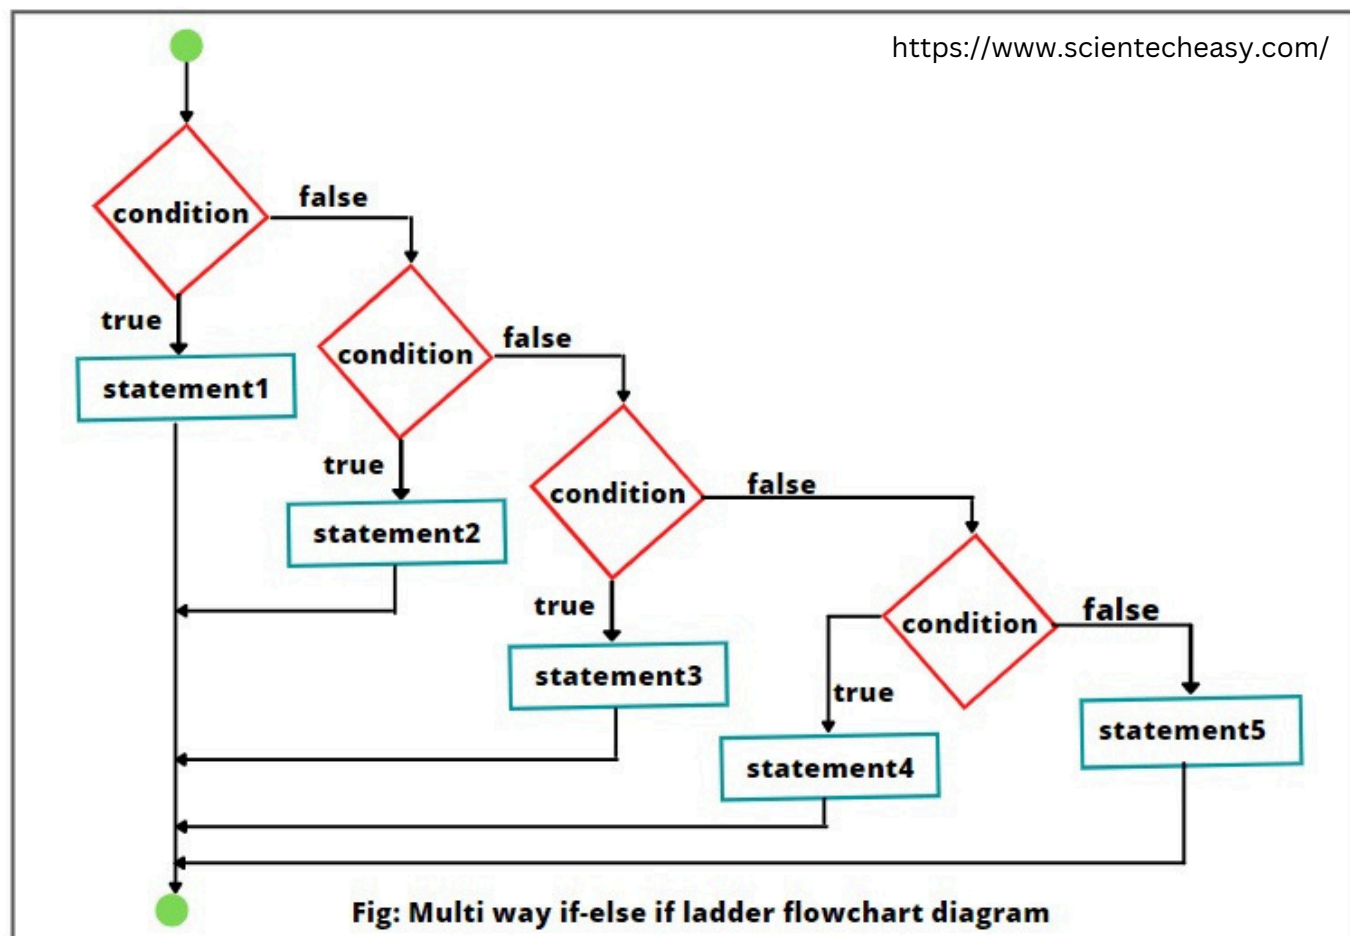 https://www.scientecheasy.com/
condition
false
true
statement1
condition
false
true
statement2
condition
false
true
statement3
condition
false
true
statement4
statement5
Fig: Multi way if-else if ladder flowchart diagram